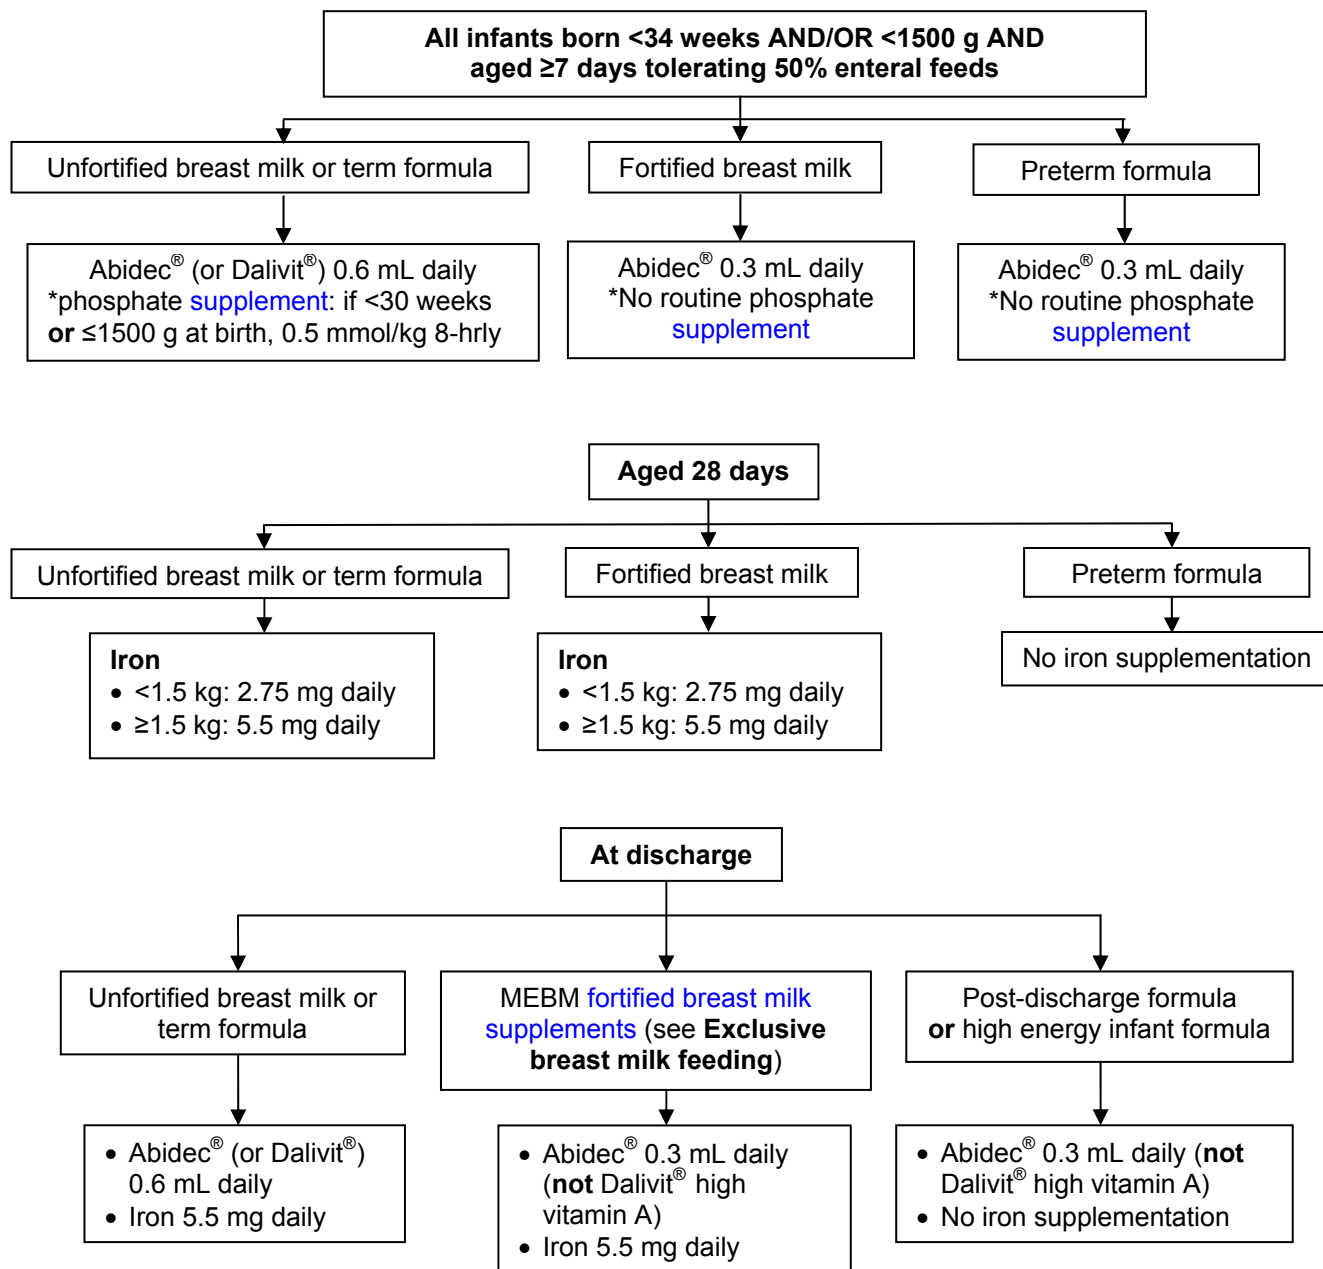 All infants born <34 weeks AND/OR <1500 g AND
aged ≥7 days tolerating 50% enteral feeds
Unfortified breast milk or term formula
Fortified breast milk
Preterm formula
Abidec® (or Dalivit®) 0.6 mL daily
*phosphate supplement: if <30 weeks
or ≤1500 g at birth, 0.5 mmol/kg 8-hrly
Abidec® 0.3 mL daily
*No routine phosphate
supplement
Abidec® 0.3 mL daily
*No routine phosphate
supplement
Aged 28 days
Unfortified breast milk or term formula
Fortified breast milk
Preterm formula
Iron
• <1.5 kg: 2.75 mg daily
• ≥1.5 kg: 5.5 mg daily
Iron
• <1.5 kg: 2.75 mg daily
• ≥1.5 kg: 5.5 mg daily
No iron supplementation
At discharge
Unfortified breast milk or
term formula
MEBM fortified breast milk
supplements (see Exclusive
breast milk feeding)
Post-discharge formula
or high energy infant formula
• Abidec® (or Dalivit®)
0.6 mL daily
• Iron 5.5 mg daily
• Abidec® 0.3 mL daily
(not Dalivit® high
vitamin A)
• Iron 5.5 mg daily
• Abidec® 0.3 mL daily (not
Dalivit® high vitamin A)
• No iron supplementation